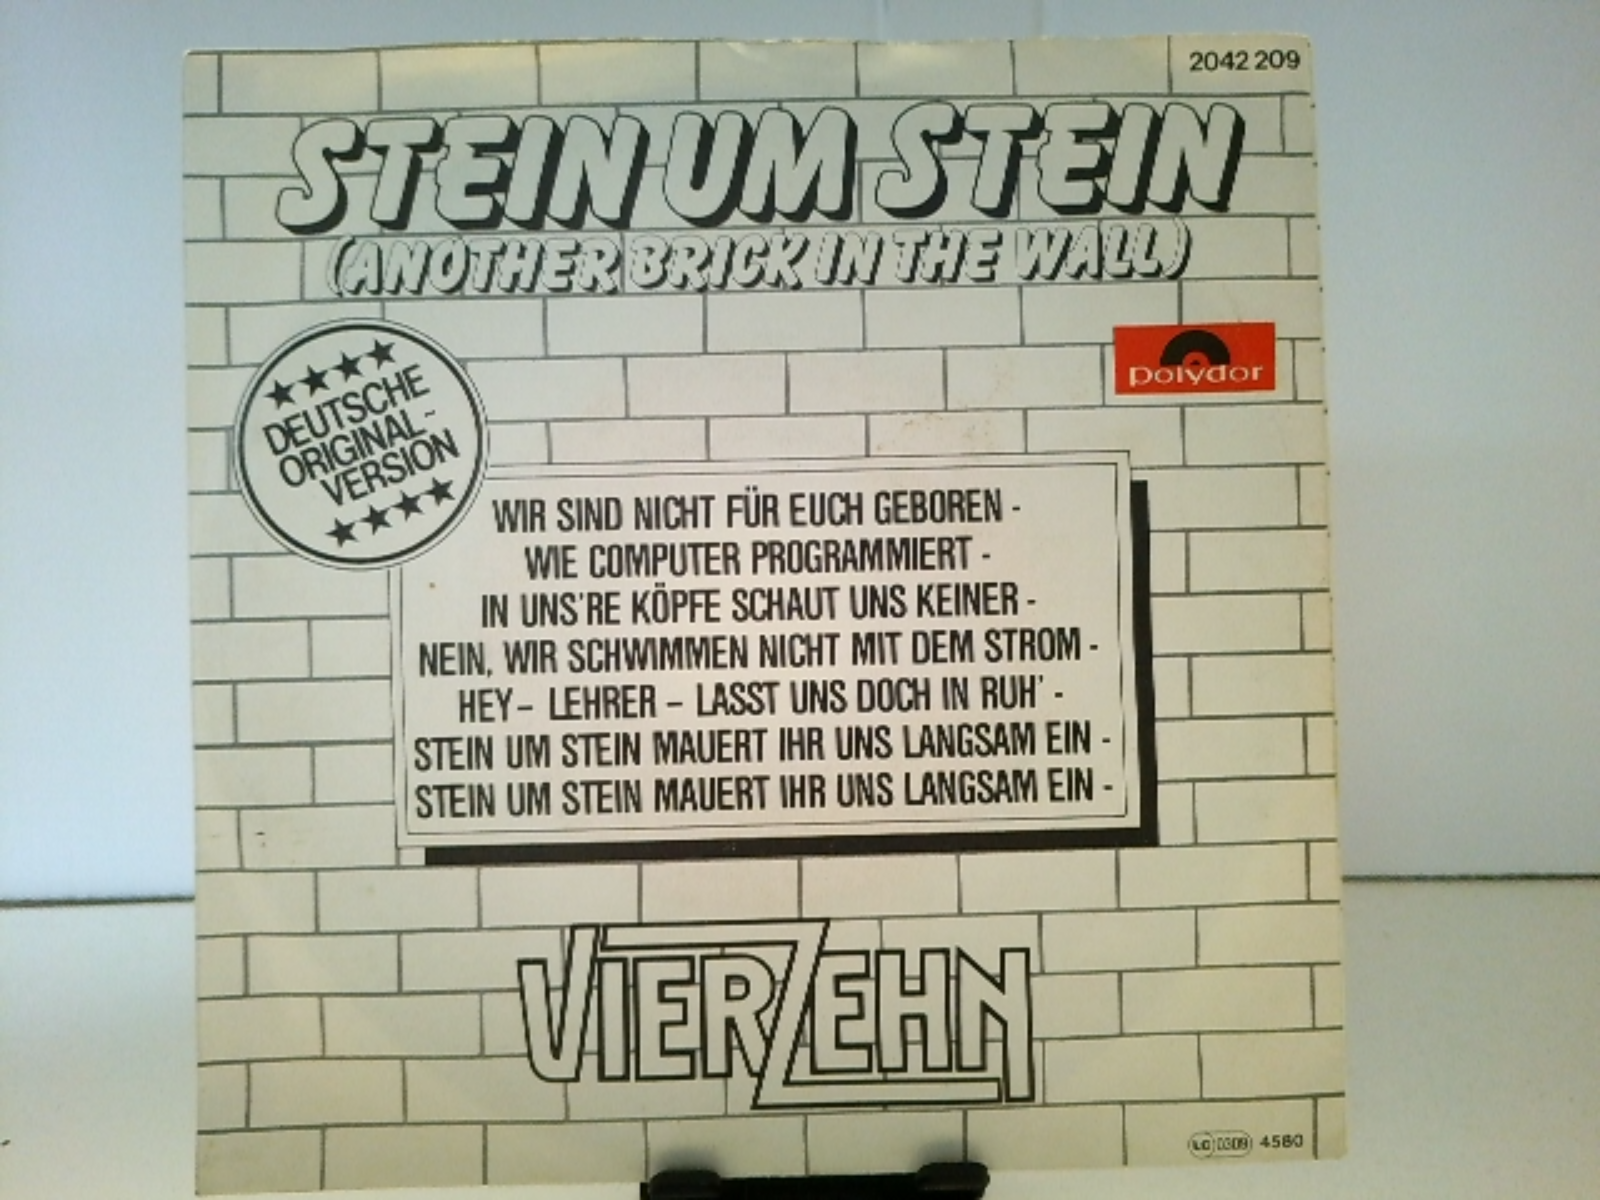 2042 209
STEIN UM STEIN
(ANOTHER BRICK IN THE WALL)
polydor
DEUTSCHE
ORIGINAL-
VERSION
WIR SIND NICHT FÜR EUCH GEBOREN -
WIE COMPUTER PROGRAMMIERT -
IN UNS'RE KÖPFE SCHAUT UNS KEINER -
NEIN, WIR SCHWIMMEN NICHT MIT DEM STROM -
HEY – LEHRER – LASST UNS DOCH IN RUH' -
STEIN UM STEIN MAUERT IHR UNS LANGSAM EIN -
STEIN UM STEIN MAUERT IHR UNS LANGSAM EIN -
VIERZEHN
LC 0309 4580